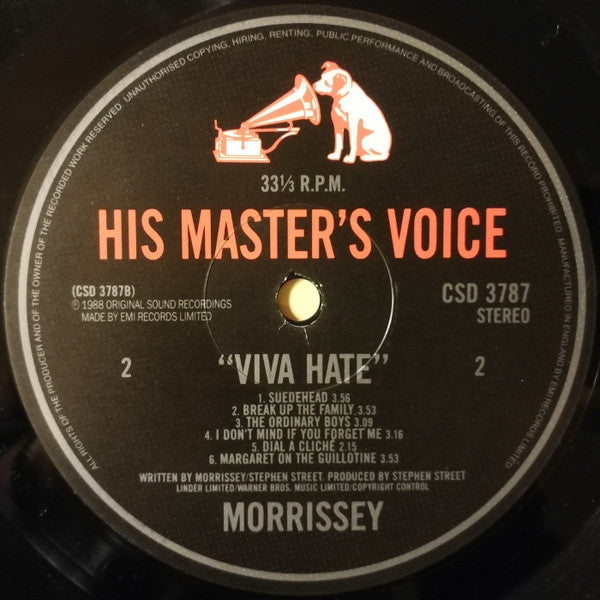 ALL RIGHTS OF THE PRODUCER AND OF THE OWNER OF THE RECORDED WORK RESERVED. UNAUTHORISED COPYING, HIRING, RENTING, PUBLIC PERFORMANCE AND BROADCASTING OF THIS RECORD PROHIBITED. MANUFACTURED IN ENGLAND BY EMI RECORDS LIMITED
33⅓ R.P.M.
HIS MASTER'S VOICE
(CSD 3787B)
℗ 1988 ORIGINAL SOUND RECORDINGS
MADE BY EMI RECORDS LIMITED
CSD 3787
STEREO
2
"VIVA HATE"
2
1. SUEDEHEAD 3.56
2. BREAK UP THE FAMILY 3.53
3. THE ORDINARY BOYS 3.09
4. I DON'T MIND IF YOU FORGET ME 3.16
5. DIAL A CLICHÉ 2.15
6. MARGARET ON THE GUILLOTINE 3.53
WRITTEN BY MORRISSEY/STEPHEN STREET. PRODUCED BY STEPHEN STREET
LINDER LIMITED/WARNER BROS. MUSIC LIMITED/COPYRIGHT CONTROL
MORRISSEY